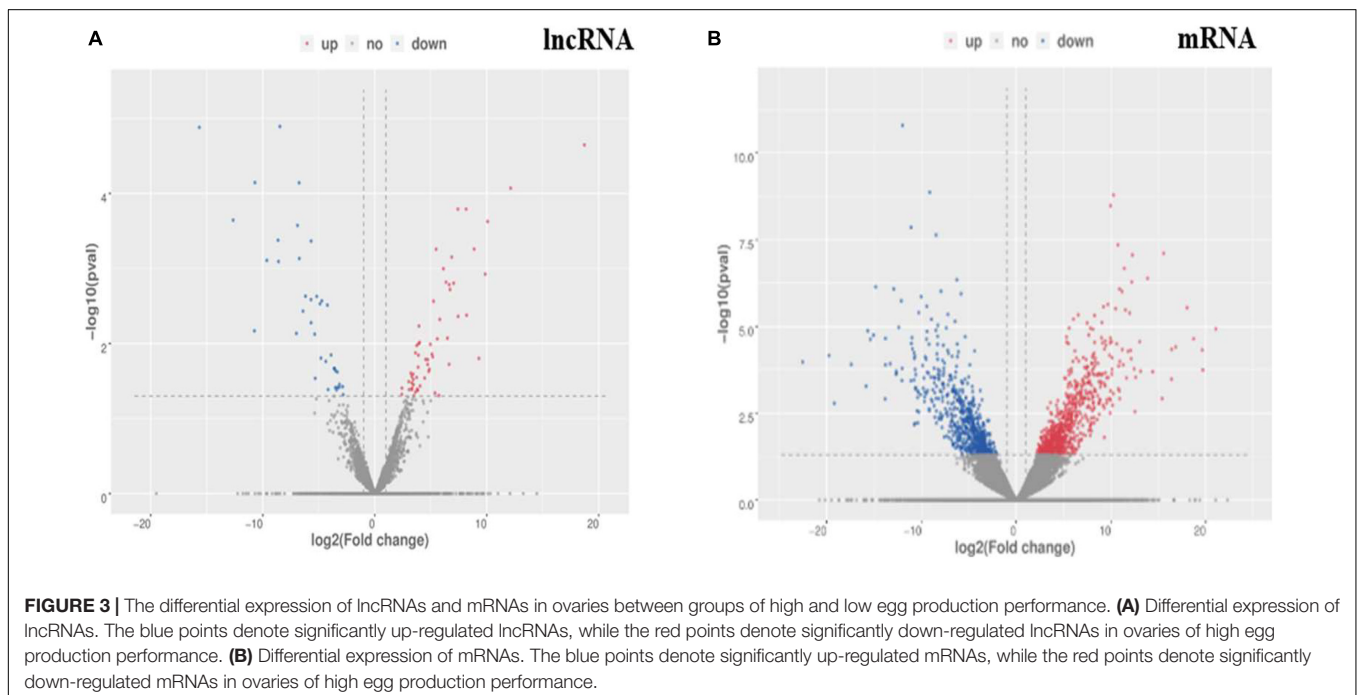 A
up no down
lncRNA
4
2
0
-log10(pval)
-20 -10 0 10 20
log2(Fold change)
B
up no down
mRNA
10.0
7.5
5.0
2.5
0.0
-log10(pval)
-20 -10 0 10 20
log2(Fold change)
FIGURE 3 | The differential expression of lncRNAs and mRNAs in ovaries between groups of high and low egg production performance. (A) Differential expression of
lncRNAs. The blue points denote significantly up-regulated lncRNAs, while the red points denote significantly down-regulated lncRNAs in ovaries of high egg
production performance. (B) Differential expression of mRNAs. The blue points denote significantly up-regulated mRNAs, while the red points denote significantly
down-regulated mRNAs in ovaries of high egg production performance.